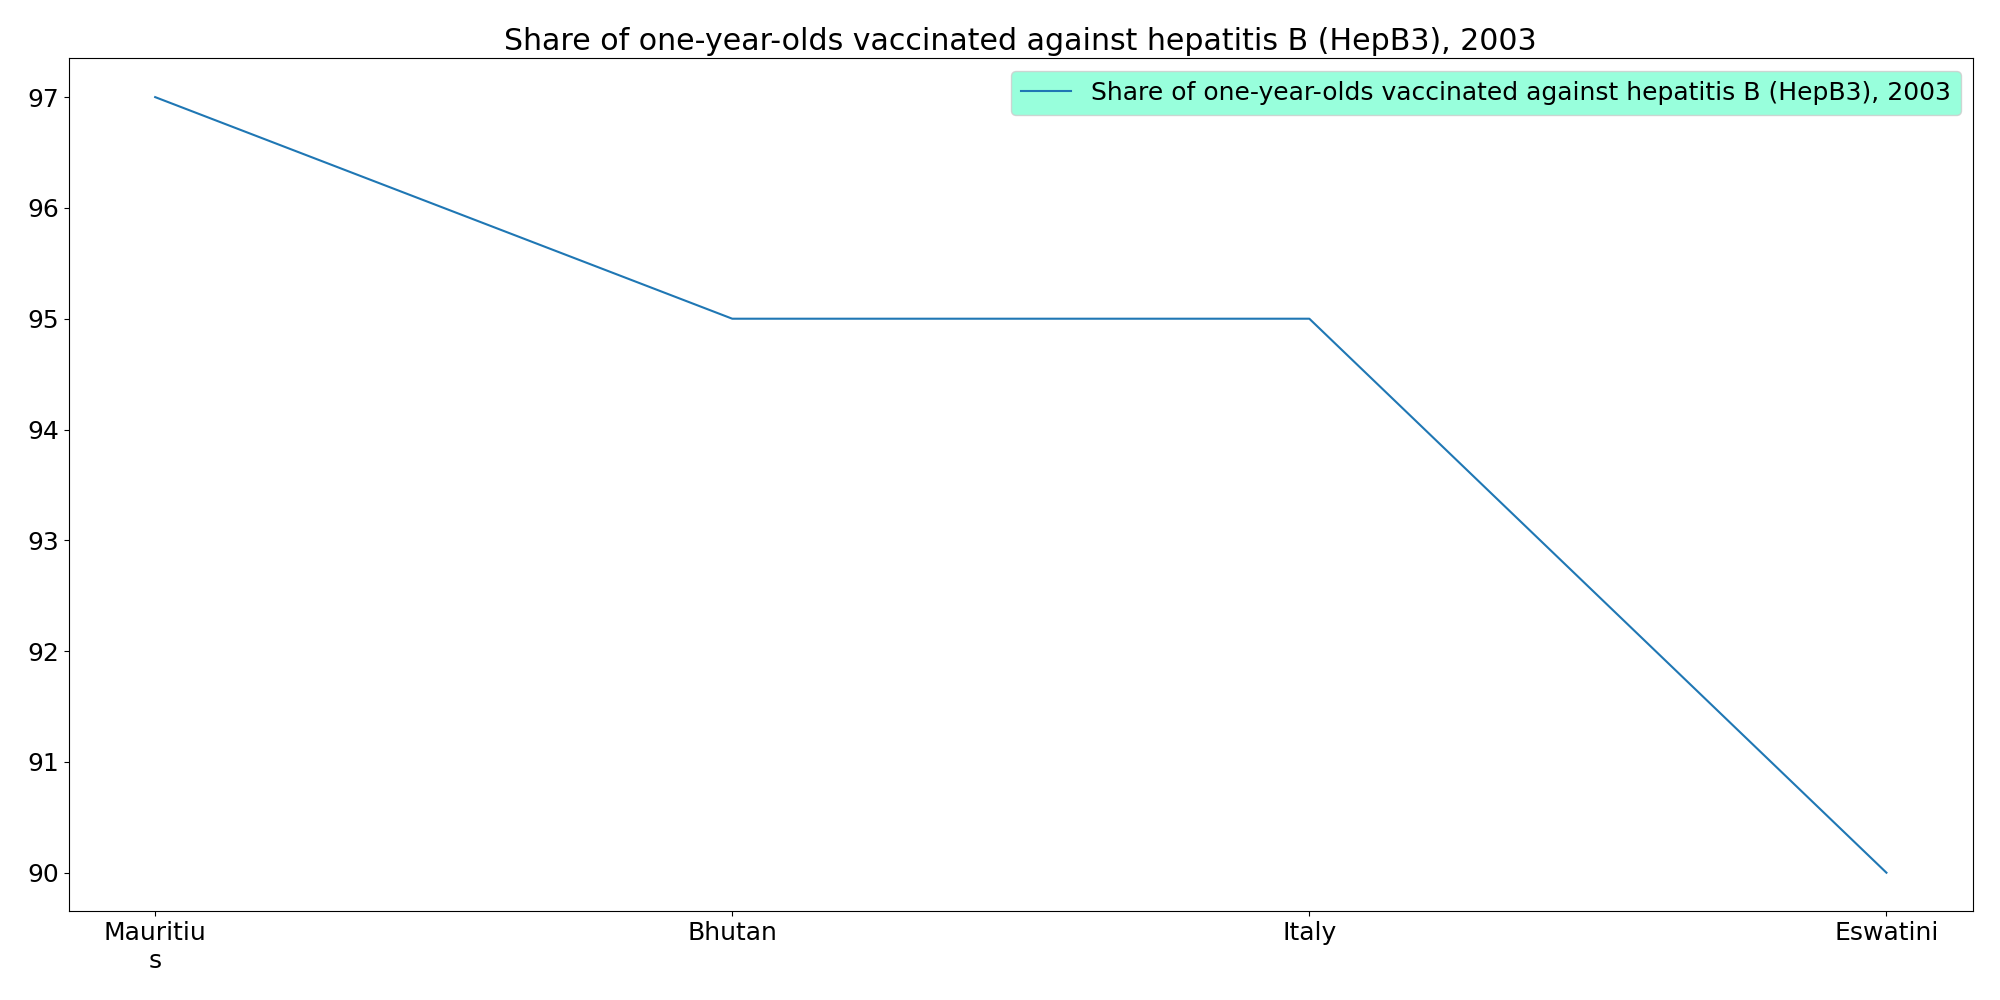 Share of one-year-olds vaccinated against hepatitis B (HepB3), 2003
Share of one-year-olds vaccinated against hepatitis B (HepB3), 2003
97
96
95
94
93
92
91
90
Mauritiu
s
Bhutan
Italy
Eswatini